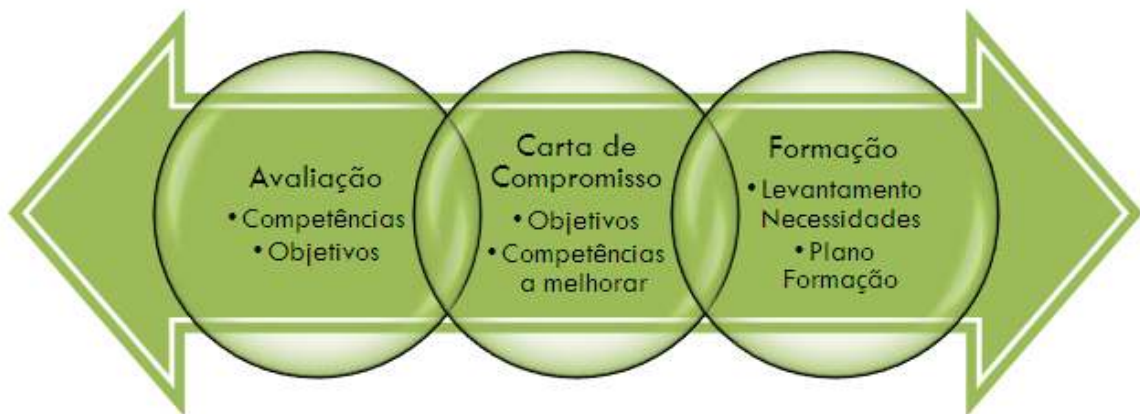 Avaliação
• Competências
• Objetivos
Carta de
Compromisso
• Objetivos
• Competências
a melhorar
Formação
• Levantamento
Necessidades
• Plano
Formação